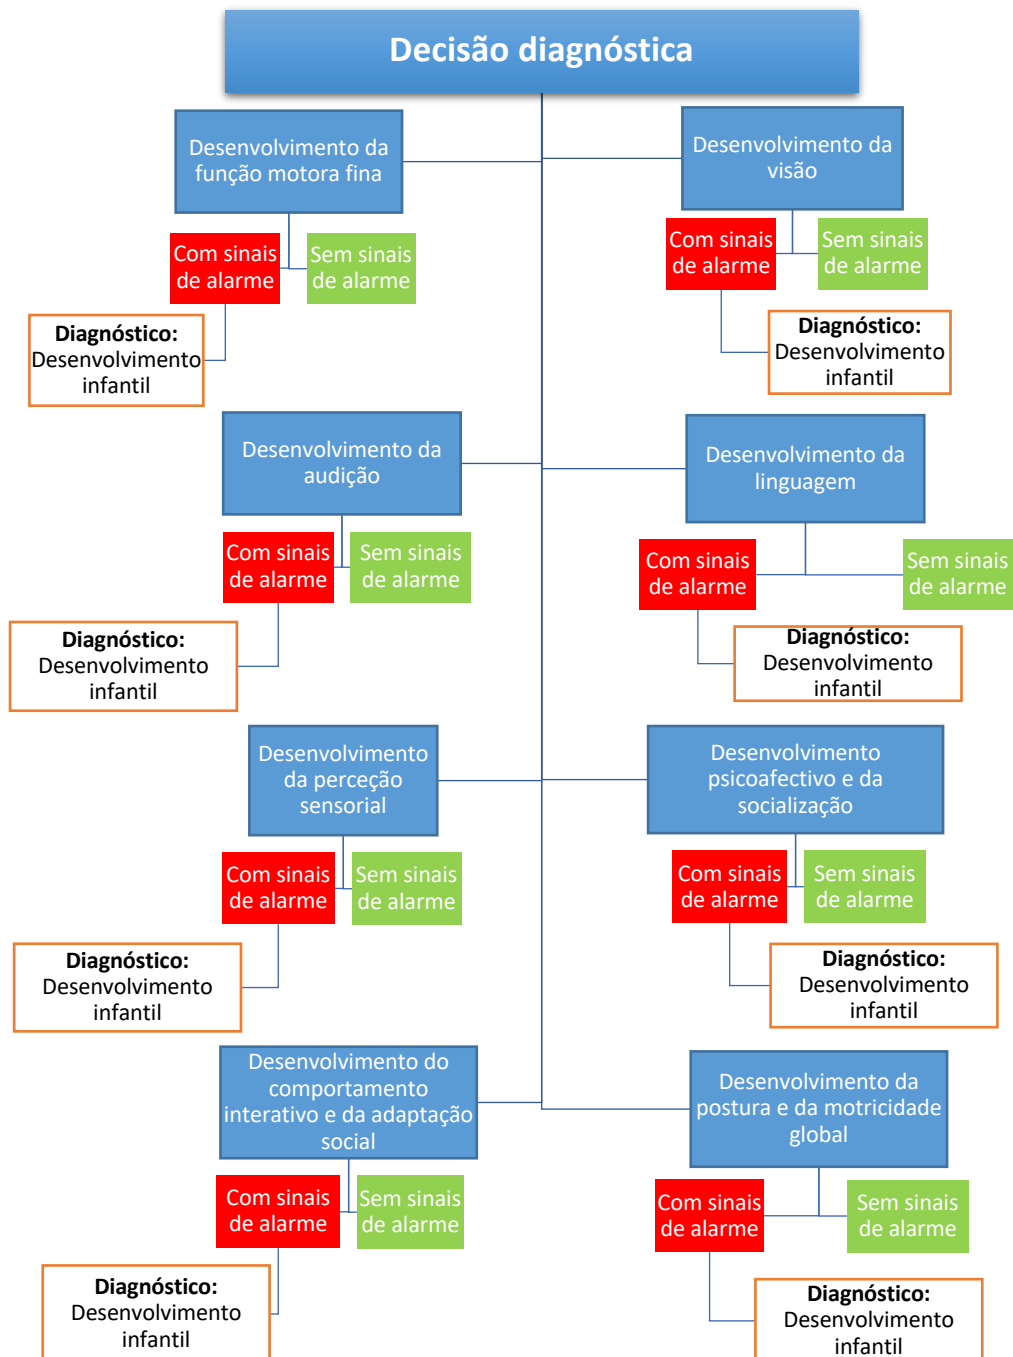 Decisão diagnóstica
Desenvolvimento da
função motora fina
Com sinais
de alarme
Sem sinais
de alarme
Diagnóstico:
Desenvolvimento
infantil
Desenvolvimento da
visão
Com sinais
de alarme
Sem sinais
de alarme
Diagnóstico:
Desenvolvimento
infantil
Desenvolvimento da
audição
Com sinais
de alarme
Sem sinais
de alarme
Diagnóstico:
Desenvolvimento
infantil
Desenvolvimento da
linguagem
Com sinais
de alarme
Sem sinais
de alarme
Diagnóstico:
Desenvolvimento
infantil
Desenvolvimento
da perceção
sensorial
Com sinais
de alarme
Sem sinais
de alarme
Diagnóstico:
Desenvolvimento
infantil
Desenvolvimento
psicoafectivo e da
socialização
Com sinais
de alarme
Sem sinais
de alarme
Diagnóstico:
Desenvolvimento
infantil
Desenvolvimento do
comportamento
interativo e da adaptação
social
Com sinais
de alarme
Sem sinais
de alarme
Diagnóstico:
Desenvolvimento
infantil
Desenvolvimento da
postura e da motricidade
global
Com sinais
de alarme
Sem sinais
de alarme
Diagnóstico:
Desenvolvimento
infantil